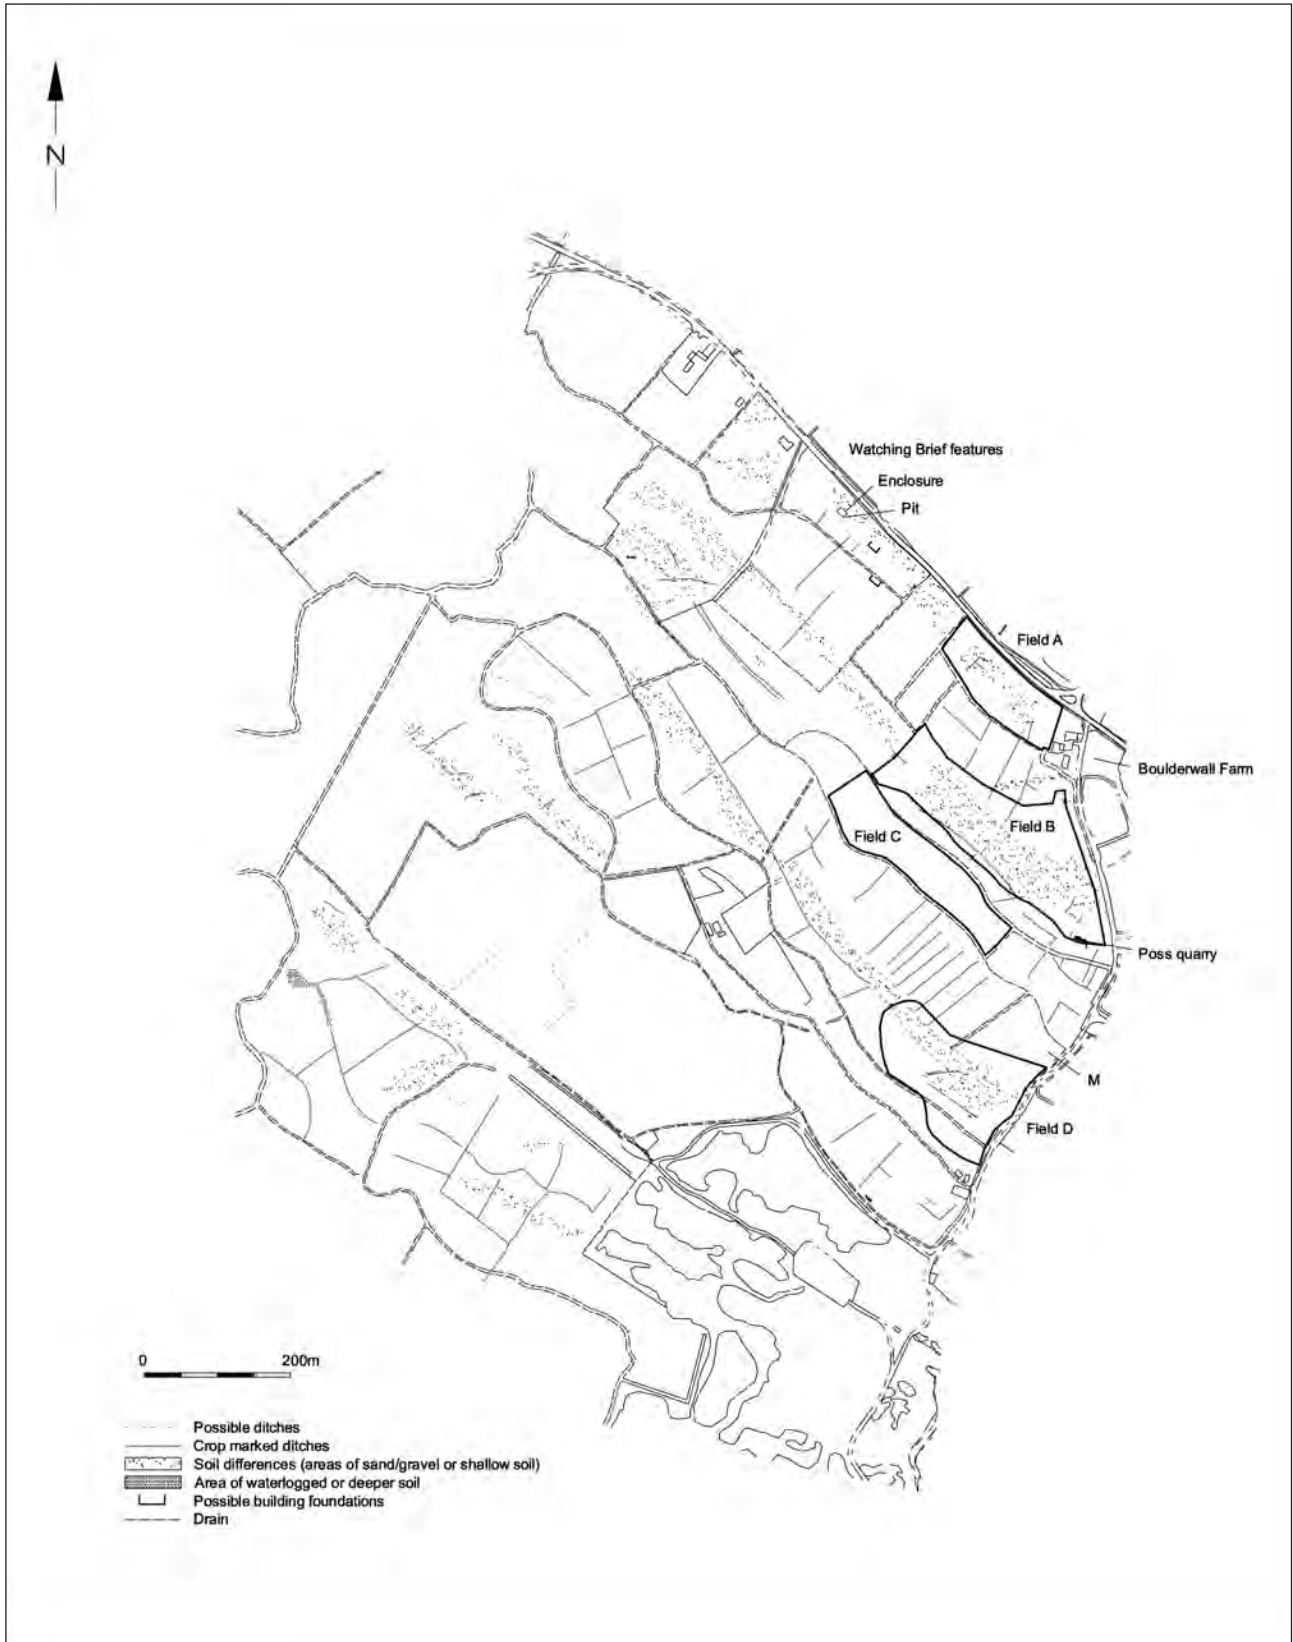 N
Watching Brief features
Enclosure
Pit
Field A
Boulderwall Farm
Field B
Field C
Poss quarry
M
Field D
0 200m
Possible ditches
Crop marked ditches
Soil differences (areas of sand/gravel or shallow soil)
Area of waterlogged or deeper soil
Possible building foundations
Drain